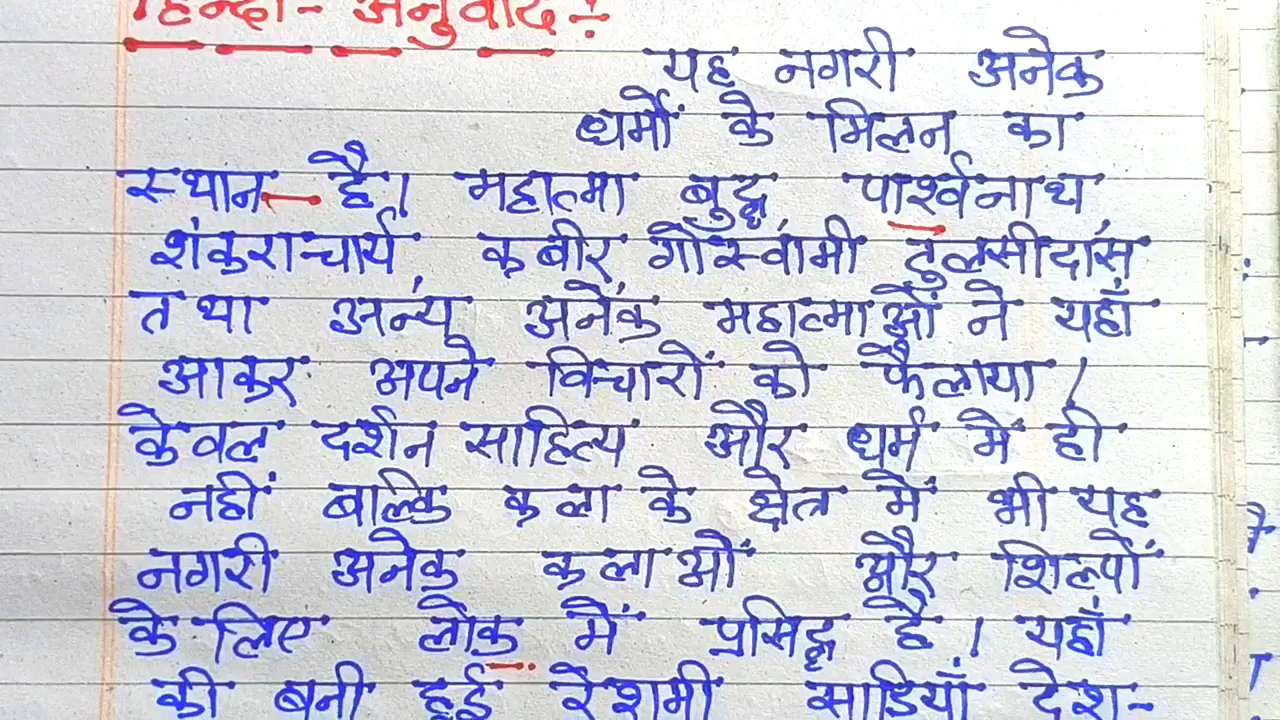 हिन्दी - अनुवाद :-
यह नगरी अनेक
धर्मों के मिलन का
स्थान है। महात्मा बुद्ध पार्श्वनाथ
शंकराचार्य, कबीर गोस्वामी तुलसीदास
तथा अन्य अनेक महात्माओं ने यहाँ
आकर अपने विचारों को फैलाया।
केवल दर्शन साहित्य और धर्म में ही
नहीं बल्कि कला के क्षेत्र में भी यह
नगरी अनेक कलाओं और शिल्पों
के लिए लोक में प्रसिद्ध है। यहाँ
की बनी हुई रेशमी साडियाँ देश-